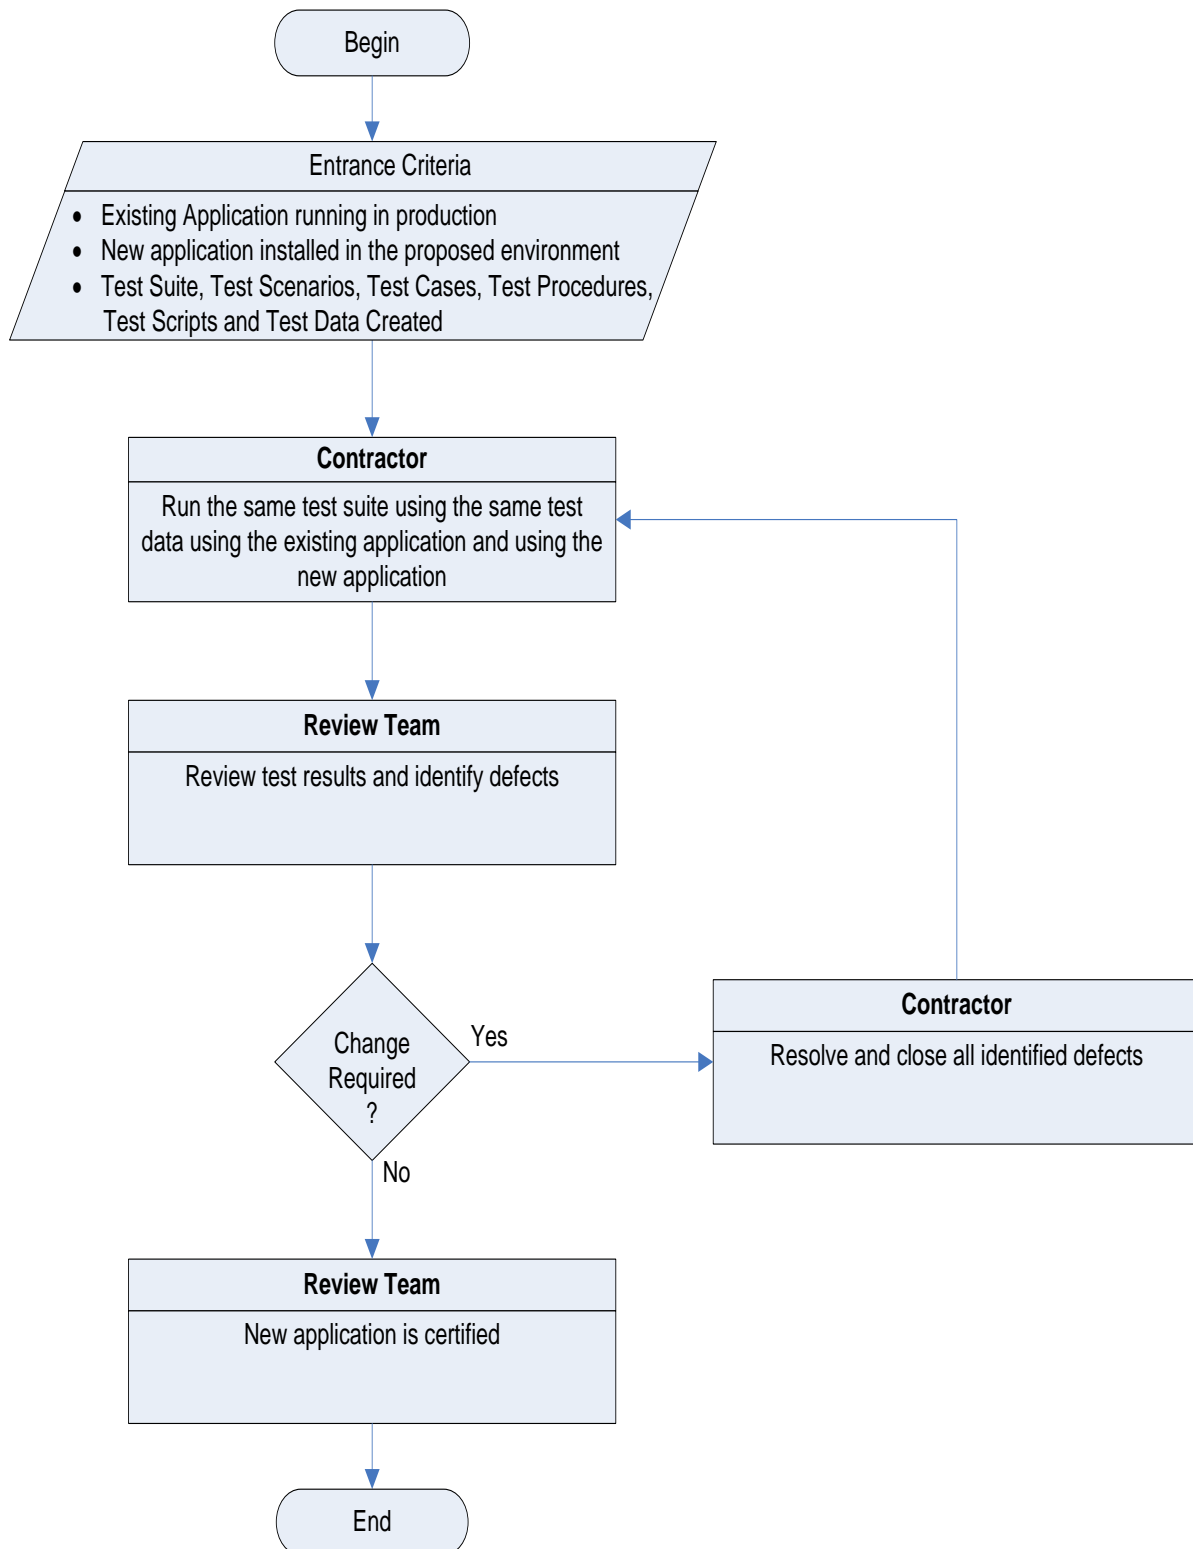 Begin
Entrance Criteria
• Existing Application running in production
• New application installed in the proposed environment
• Test Suite, Test Scenarios, Test Cases, Test Procedures,
Test Scripts and Test Data Created
Contractor
Run the same test suite using the same test
data using the existing application and using the
new application
Review Team
Review test results and identify defects
Change
Required
?
Yes
Contractor
Resolve and close all identified defects
No
Review Team
New application is certified
End